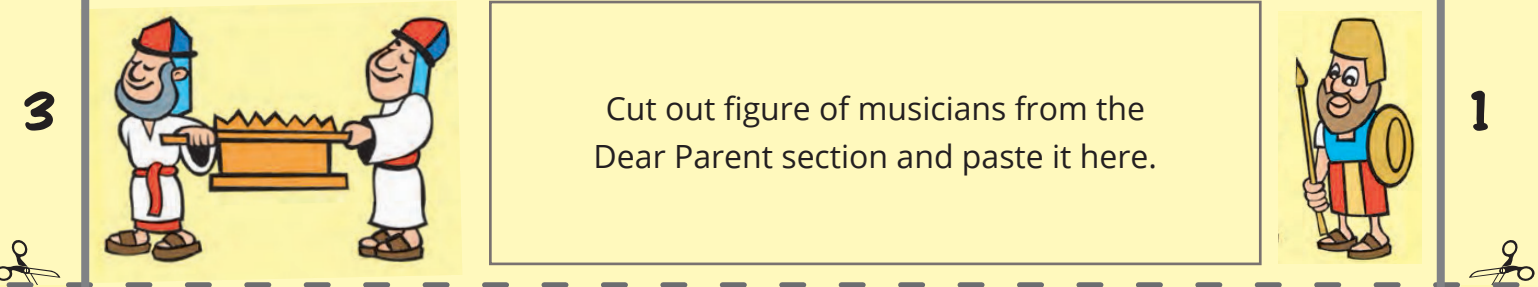 3
Cut out figure of musicians from the
Dear Parent section and paste it here.
1